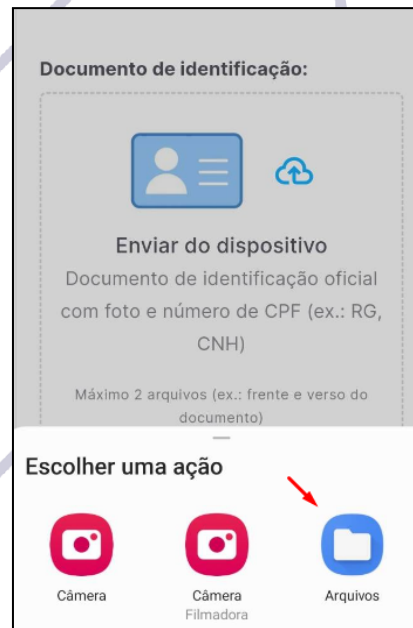 Documento de identificação:
Enviar do dispositivo
Documento de identificação oficial
com foto e número de CPF (ex.: RG,
CNH)
Máximo 2 arquivos (ex.: frente e verso do
documento)
Escolher uma ação
Câmera
Câmera
Filmadora
Arquivos